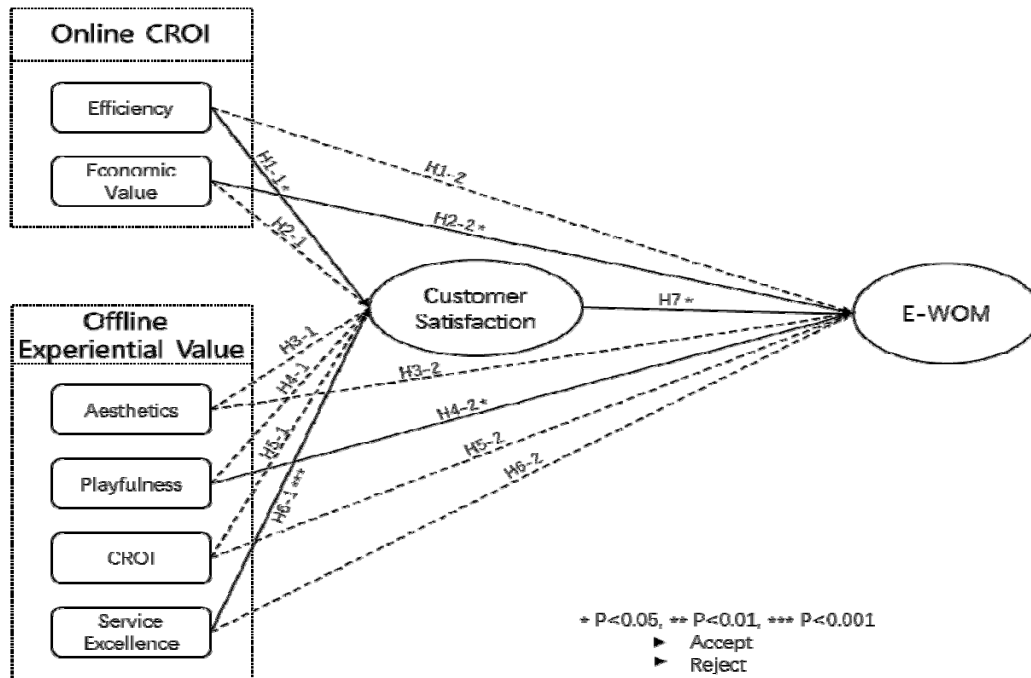 Online CROI
Efficiency
Economic
Value
H1-1*
H2-1
H1-2
H2-2*
Customer
Satisfaction
H7*
E-WOM
Offline
Experiential Value
Aesthetics
Playfulness
CROI
Service
Excellence
H3-1
H4-1
H5-1
H6-1***
H3-2
H4-2*
H5-2
H6-2
* P<0.05, ** P<0.01, *** P<0.001
Accept
Reject